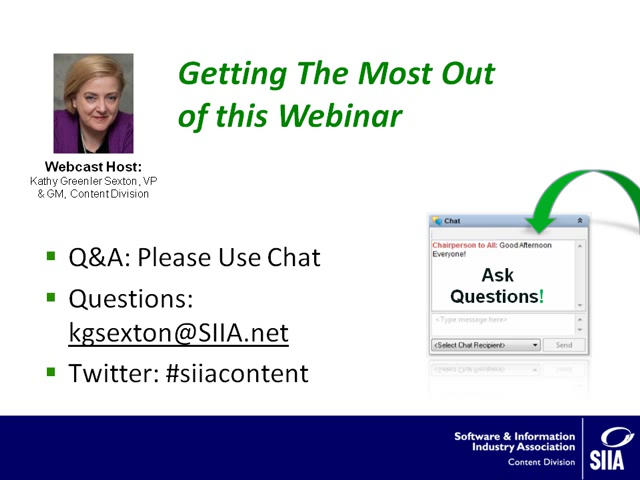 Getting The Most Out
of this Webinar
Webcast Host:
Kathy Greenler Sexton, VP
& GM, Content Division
▪ Q&A: Please Use Chat
▪ Questions:
kgsexton@SIIA.net
▪ Twitter: #siiacontent
Chat
Chairperson to All: Good Afternoon
Everyone!
Ask
Questions!
<Type message here>
<Select Chat Recipient>
Send
Software & Information
Industry Association
Content Division
SIIA